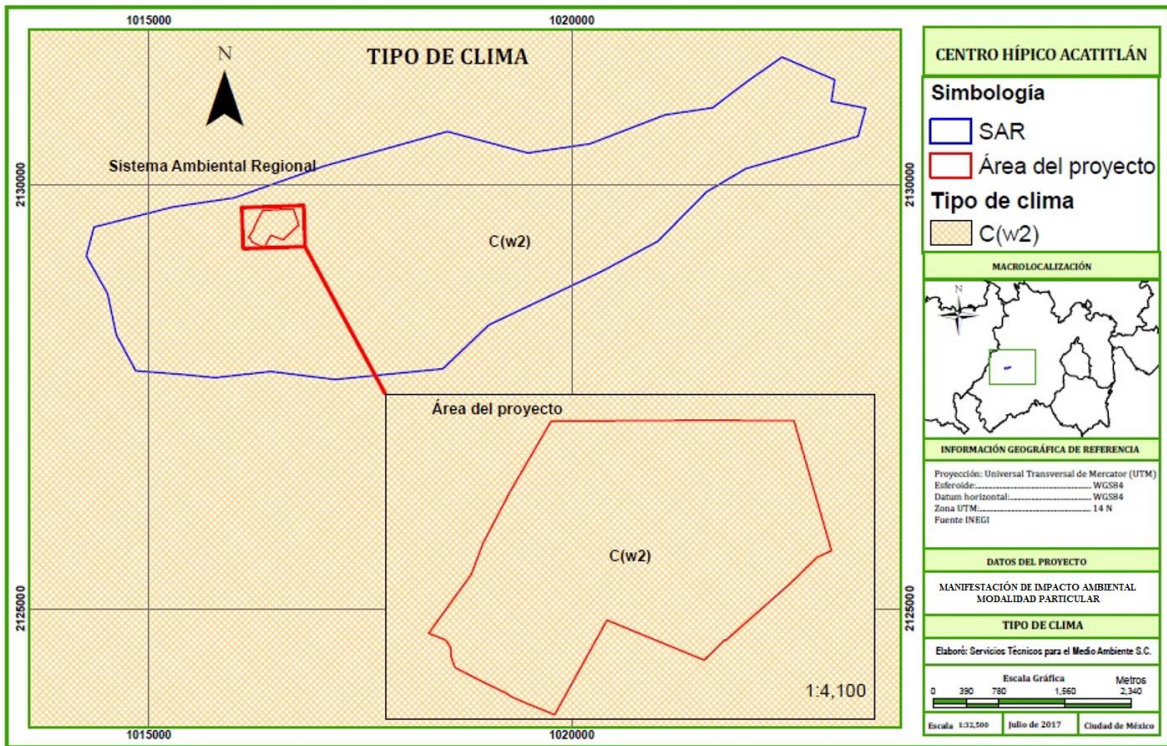 1015000
1020000
TIPO DE CLIMA
N
Sistema Ambiental Regional
2130000
2130000
C(w2)
Área del proyecto
C(w2)
1:4,100
2125000
2125000
1015000
1020000
CENTRO HÍPICO ACATITLÁN
Simbología
SAR
Área del proyecto
Tipo de clima
C(w2)
MACROLOCALIZACIÓN
N
INFORMACIÓN GEOGRÁFICA DE REFERENCIA
Proyección: Universal Transversal de Mercator (UTM)
Esferoide:.................................... WGS84
Datum horizontal:.......................... WGS84
Zona UTM:................................... 14 N
Fuente INEGI
DATOS DEL PROYECTO
MANIFESTACIÓN DE IMPACTO AMBIENTAL
MODALIDAD PARTICULAR
TIPO DE CLIMA
Elaboró: Servicios Técnicos para el Medio Ambiente S.C.
Escala Gráfica
Metros
0 390 780 1,560 2,340
Escala 1:32,500 Julio de 2017 Ciudad de México